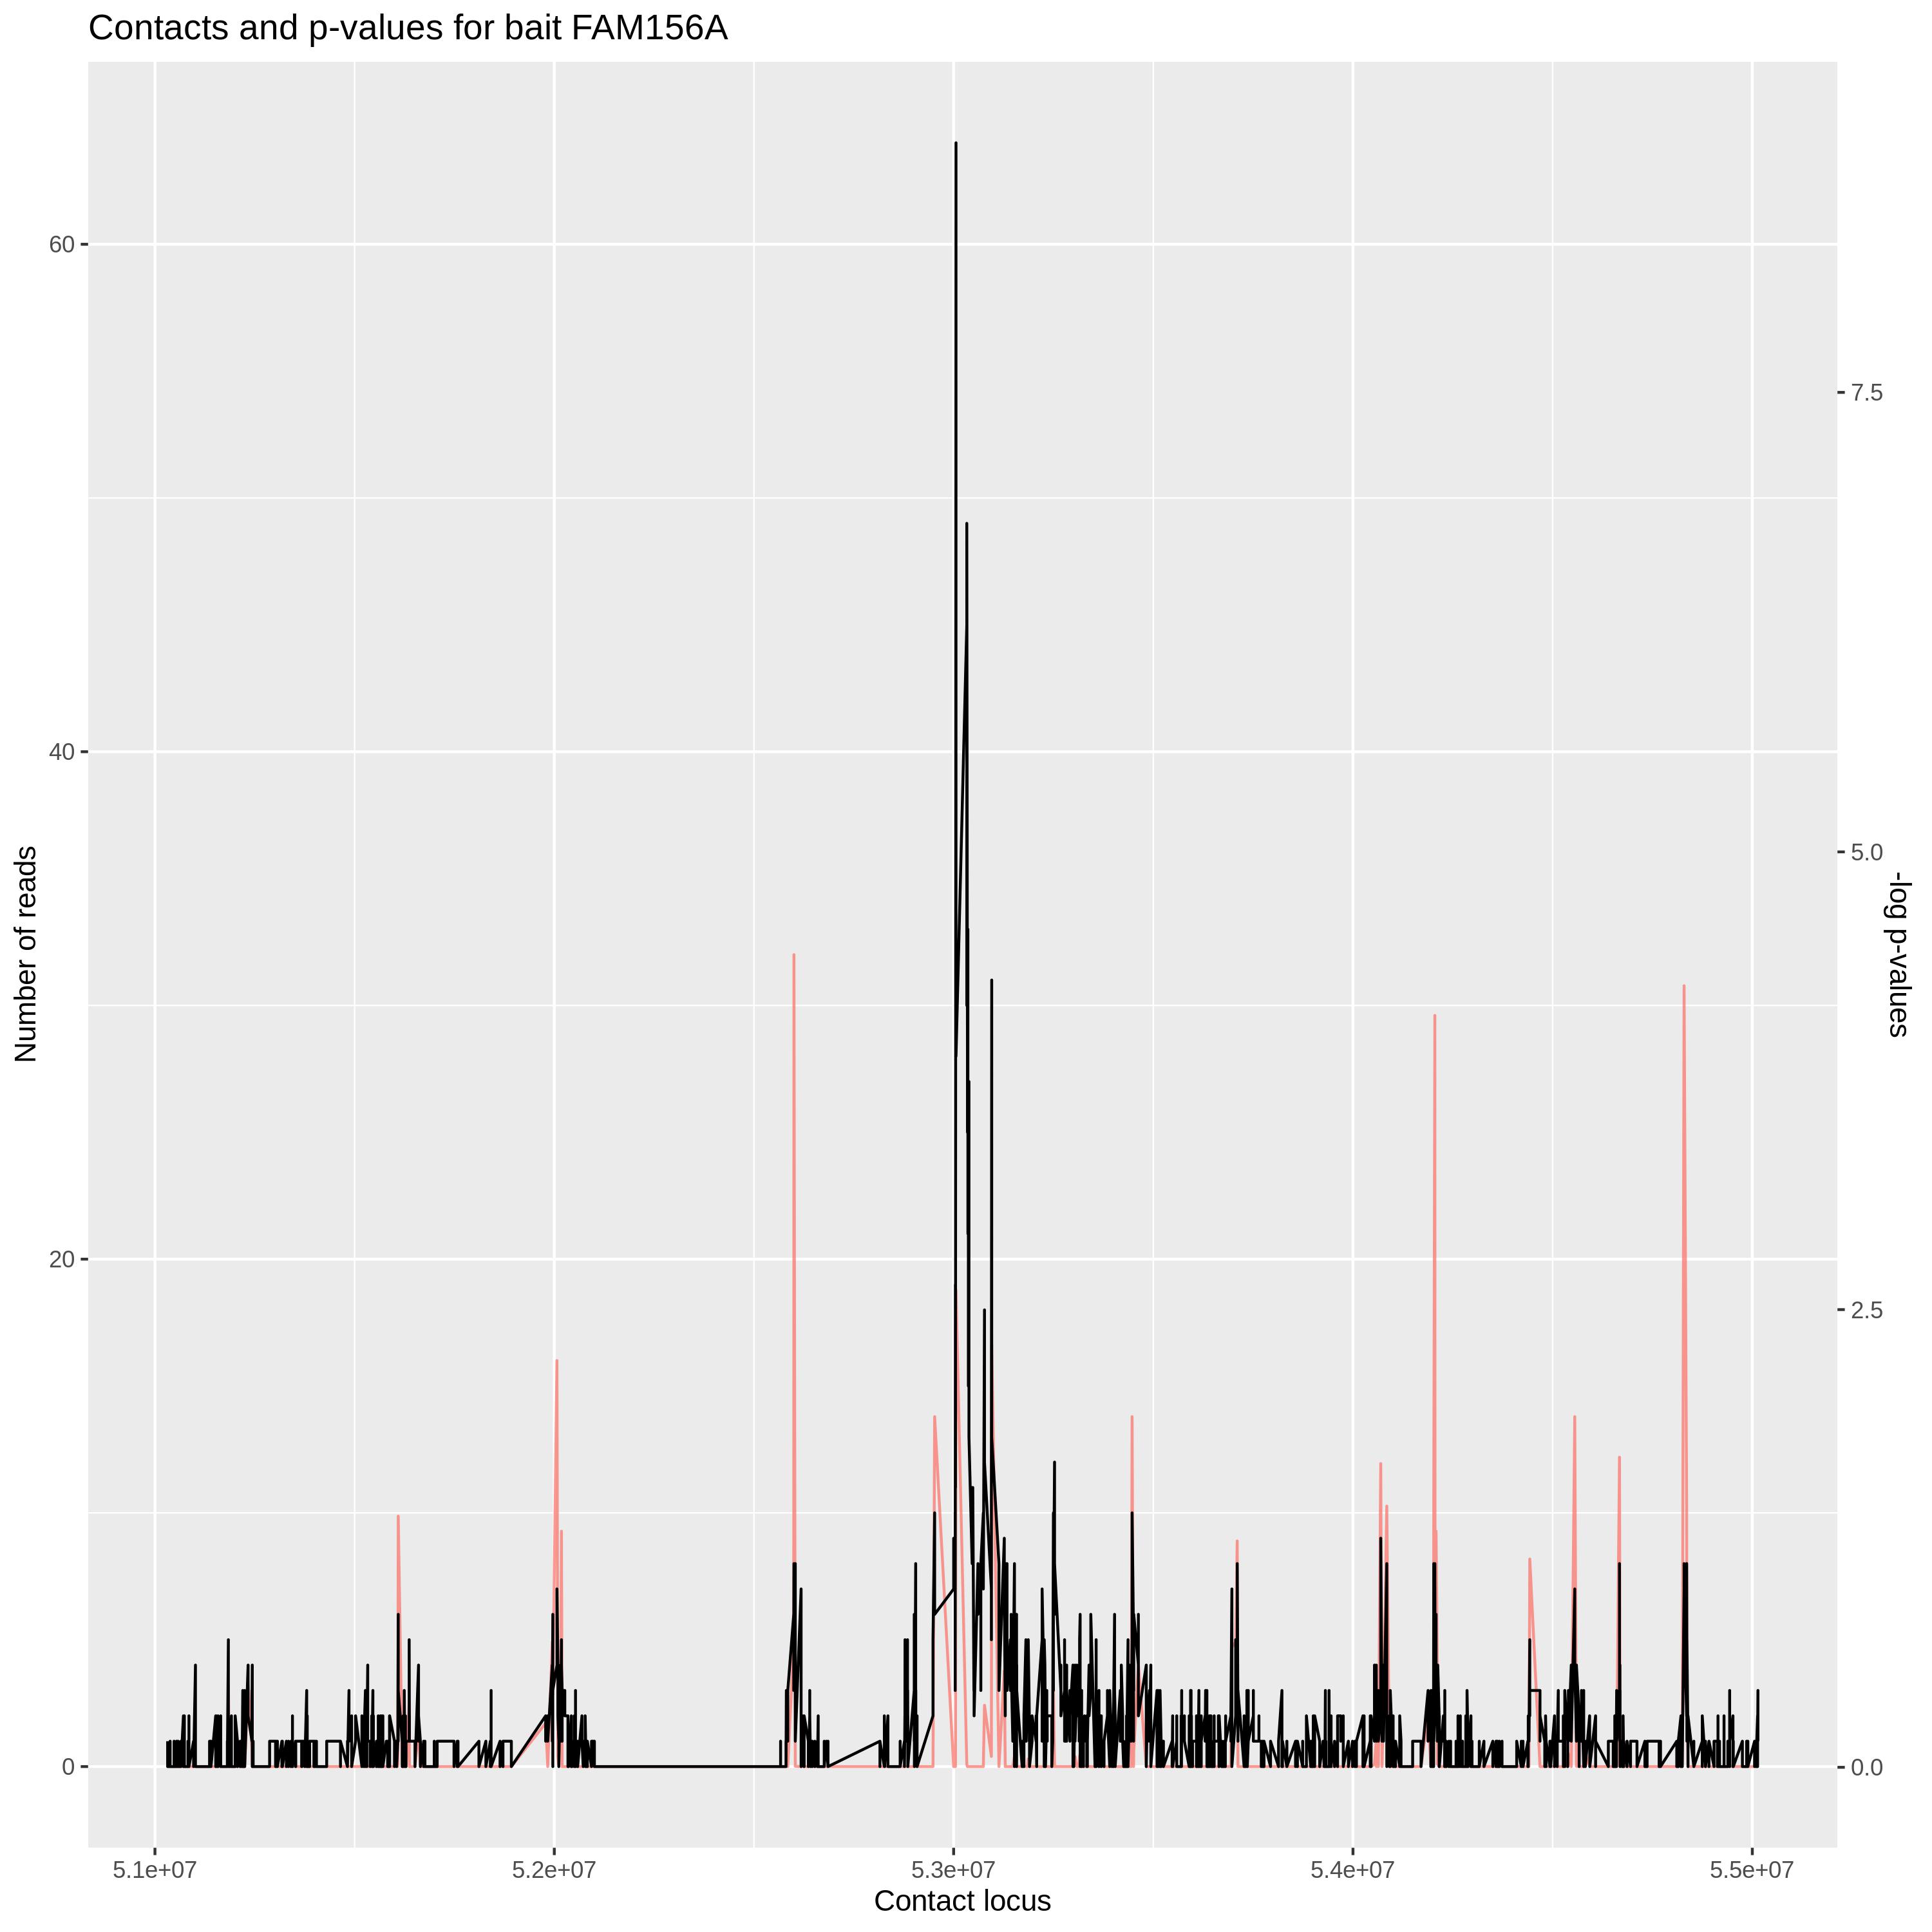 Contacts and p-values for bait FAM156A
60
40
20
0
7.5
5.0
2.5
0.0
Number of reads
-log p-values
5.1e+07 5.2e+07 5.3e+07 5.4e+07 5.5e+07
Contact locus